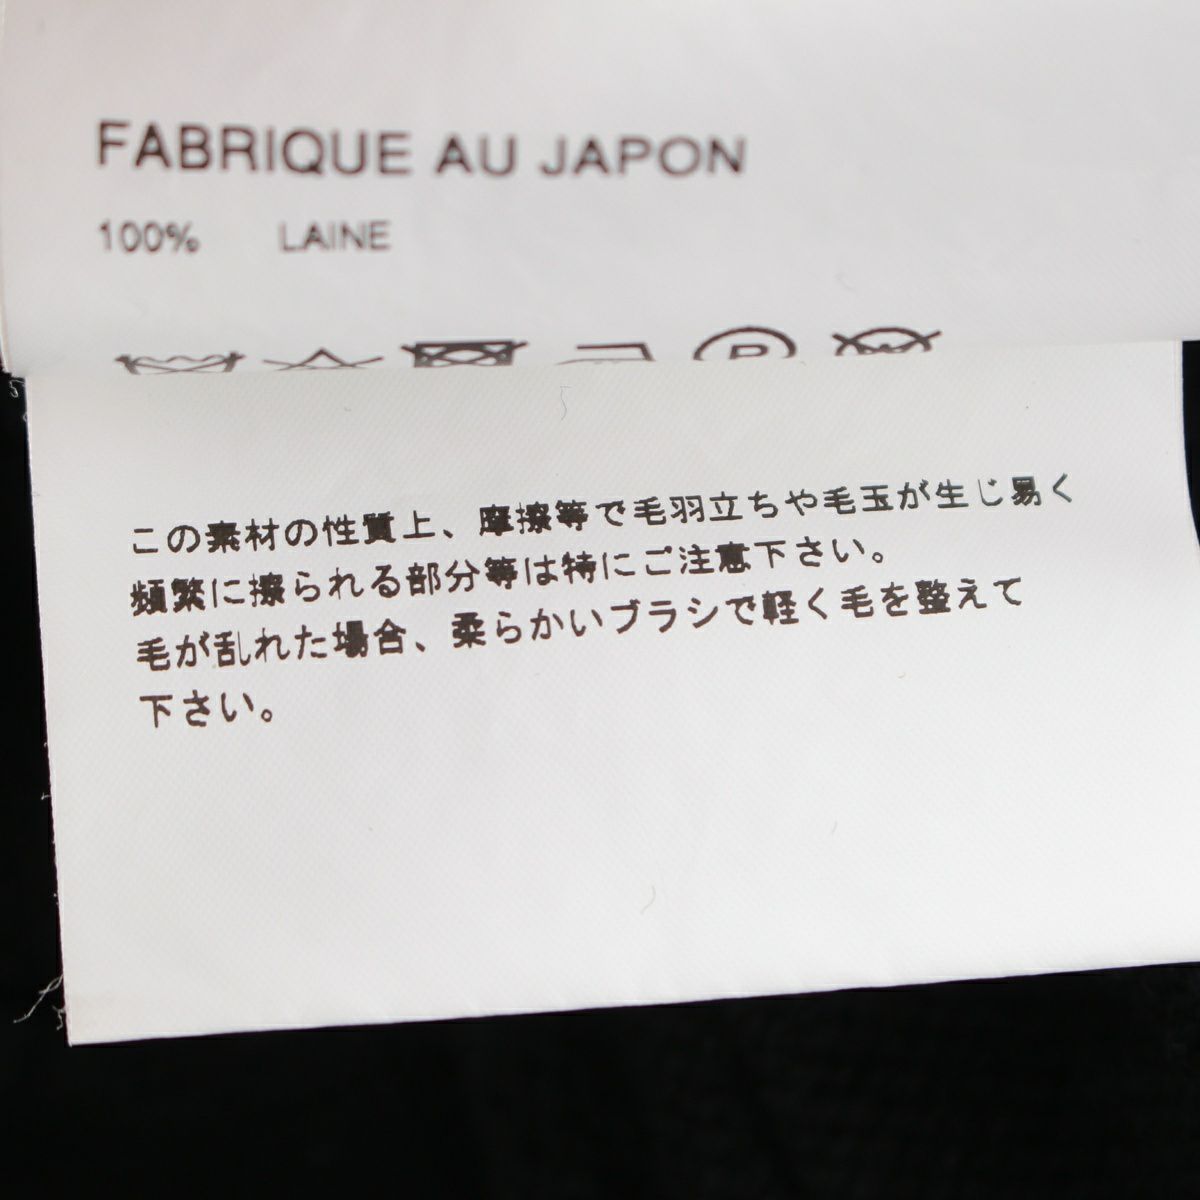 FABRIQUE AU JAPON
100% LAINE
P
この素材の性質上、摩擦等で毛羽立ちや毛玉が生じ易く
頻繁に擦られる部分等は特にご注意下さい。
毛が乱れた場合、柔らかいブラシで軽く毛を整えて
下さい。